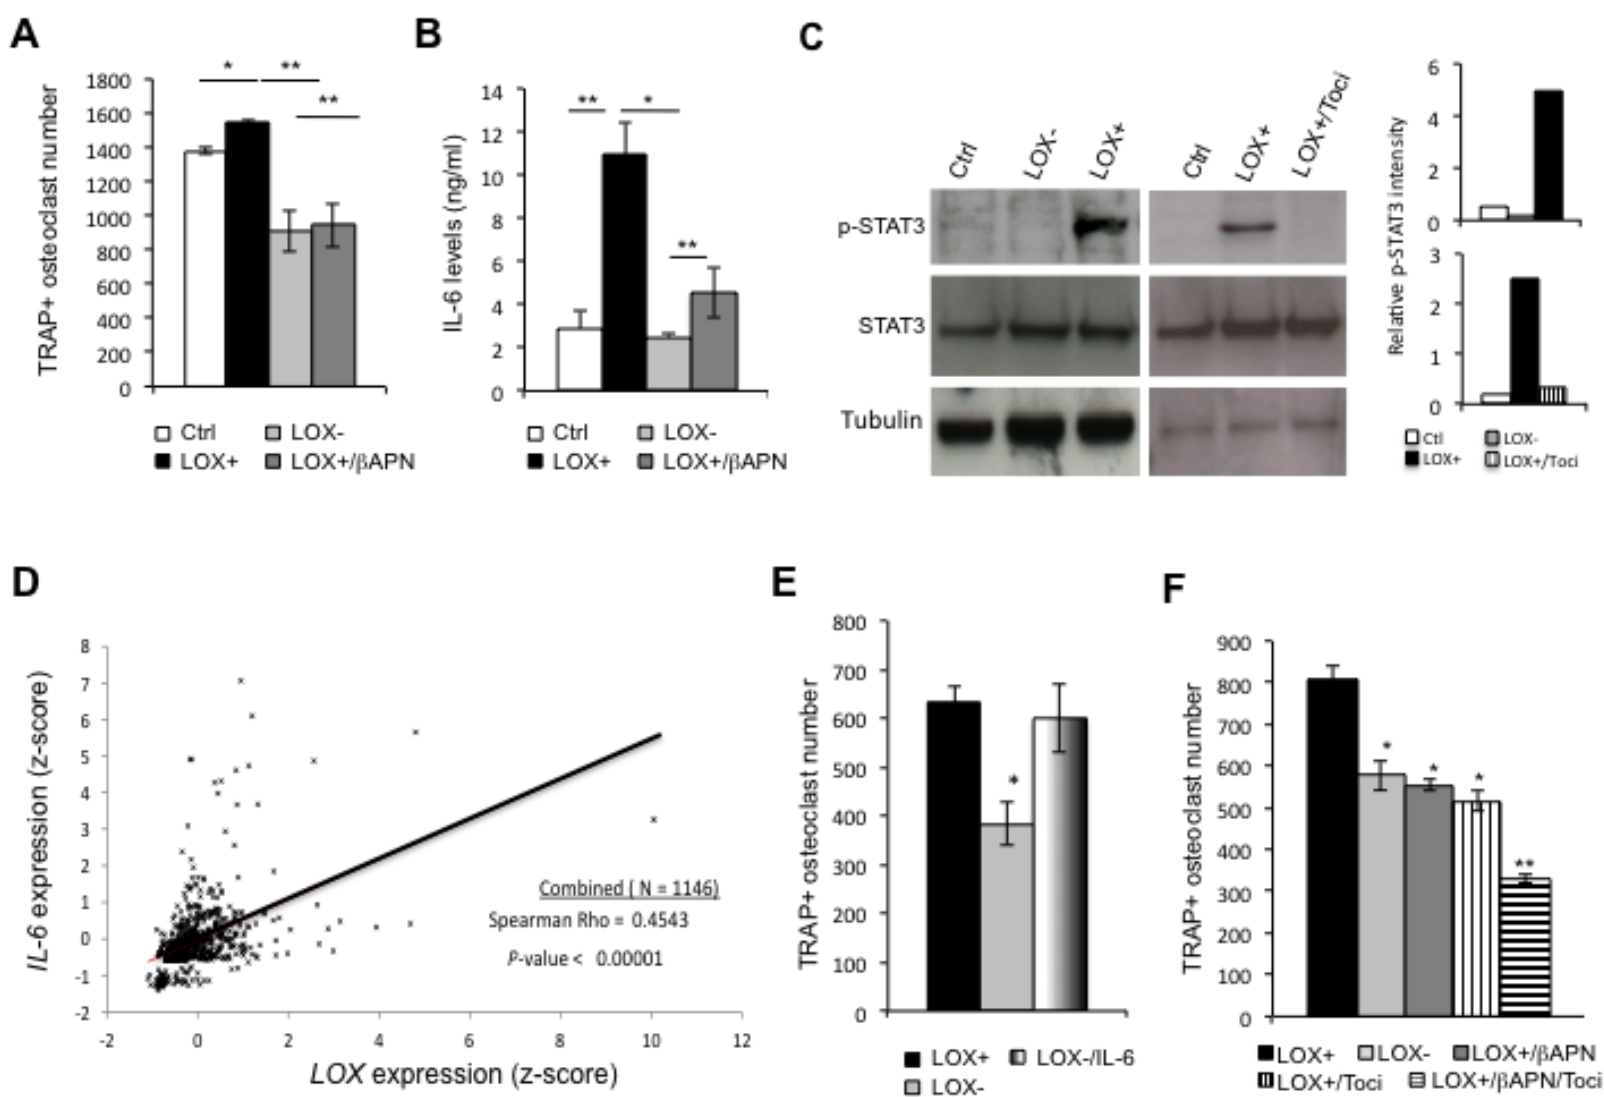 A
TRAP+ osteoclast number
1800
1600
1400
1200
1000
800
600
400
200
0
* ** **
Ctrl LOX-
LOX+ LOX+/βAPN
B
IL-6 levels (ng/ml)
14
12
10
8
6
4
2
0
** * **
Ctrl LOX-
LOX+ LOX+/βAPN
C
Ctrl LOX- LOX+ Ctrl LOX+ LOX+/Toci
p-STAT3
STAT3
Tubulin
Relative p-STAT3 intensity
6
4
2
0
3
2
1
0
Ctl LOX-
LOX+ LOX+/Toci
D
IL-6 expression (z-score)
8
7
6
5
4
3
2
1
0
-1
-2
Combined ( N = 1146)
Spearman Rho = 0.4543
P-value < 0.00001
-2 0 2 4 6 8 10 12
LOX expression (z-score)
E
TRAP+ osteoclast number
800
700
600
500
400
300
200
100
0
*
LOX+ LOX-/IL-6
LOX-
F
TRAP+ osteoclast number
900
800
700
600
500
400
300
200
100
0
* * * **
LOX+ LOX- LOX+/βAPN
LOX+/Toci LOX+/βAPN/Toci